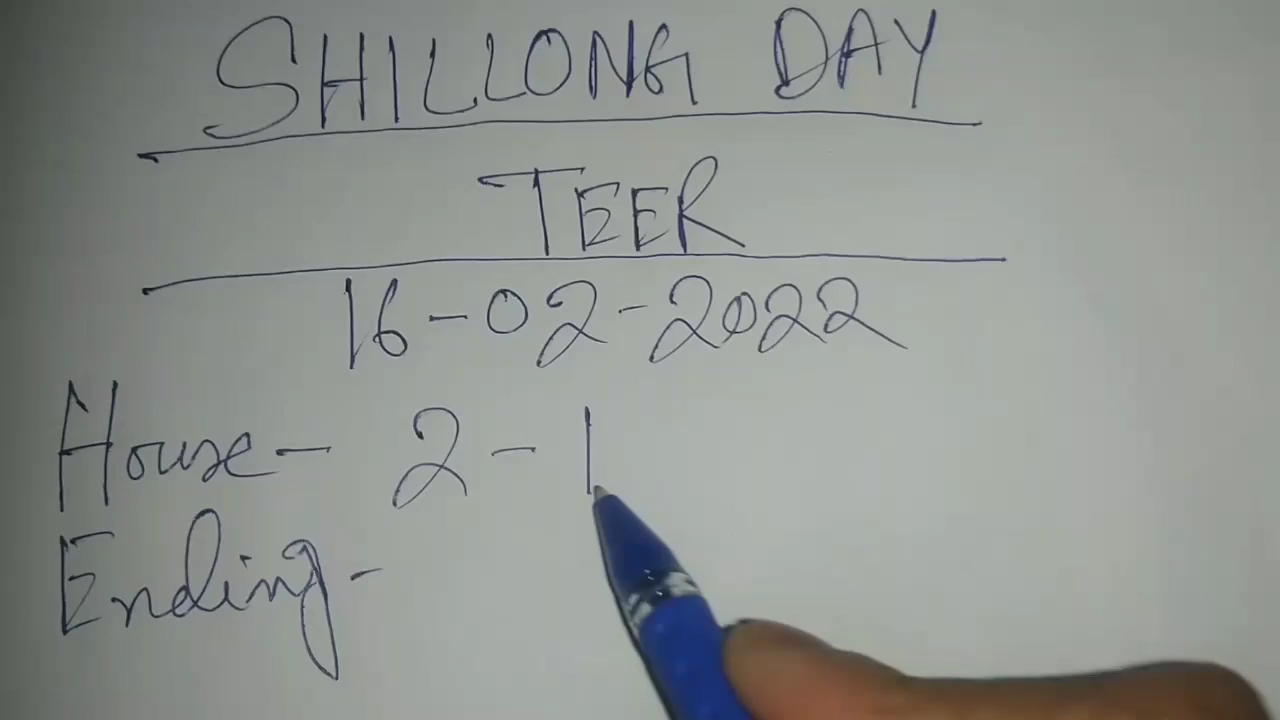 SHILLONG DAY
TEER
16-02-2022
House- 2-1
Ending-